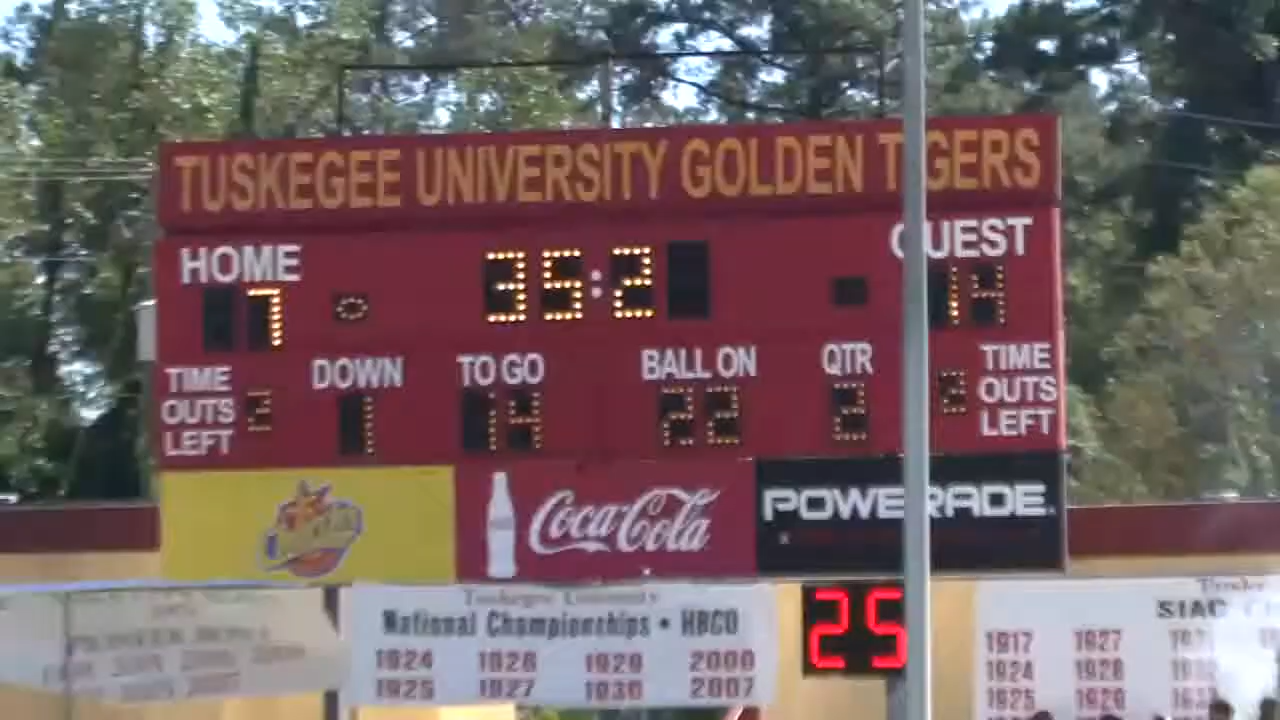 TUSKEGEE UNIVERSITY GOLDEN TIGERS
HOME 35:2 GUEST
7 14
TIME OUTS LEFT 2 DOWN 1 TO GO 14 BALL ON 22 QTR 2 2 TIME OUTS LEFT
Coca-Cola POWERADE
25
Tuskegee University
National Championships • HBCU
1924 1926 1929 2000
1925 1927 1930 2007
SIAC
1917 1927
1924 1928
1925